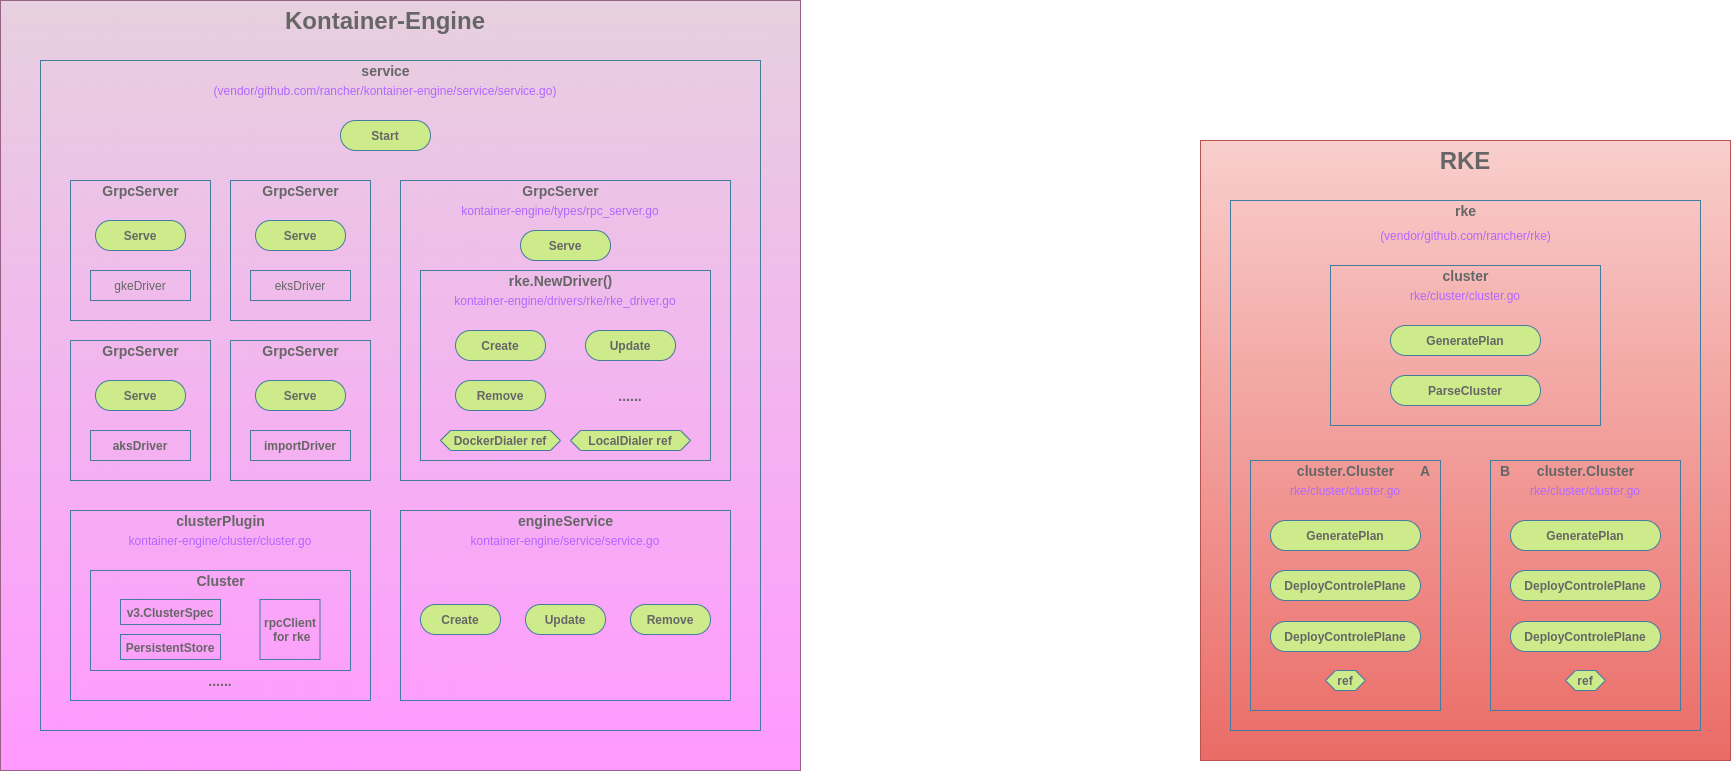 Kontainer-Engine
service
(vendor/github.com/rancher/kontainer-engine/service/service.go)
Start
GrpcServer
Serve
gkeDriver
GrpcServer
Serve
eksDriver
GrpcServer
kontainer-engine/types/rpc_server.go
Serve
rke.NewDriver()
kontainer-engine/drivers/rke/rke_driver.go
Create
Update
Remove
......
DockerDialer ref
LocalDialer ref
GrpcServer
Serve
aksDriver
GrpcServer
Serve
importDriver
clusterPlugin
kontainer-engine/cluster/cluster.go
Cluster
v3.ClusterSpec
PersistentStore
rpcClient
for rke
......
engineService
kontainer-engine/service/service.go
Create
Update
Remove
RKE
rke
(vendor/github.com/rancher/rke)
cluster
rke/cluster/cluster.go
GeneratePlan
ParseCluster
cluster.Cluster A
rke/cluster/cluster.go
GeneratePlan
DeployControlePlane
DeployControlePlane
ref
B cluster.Cluster
rke/cluster/cluster.go
GeneratePlan
DeployControlePlane
DeployControlePlane
ref